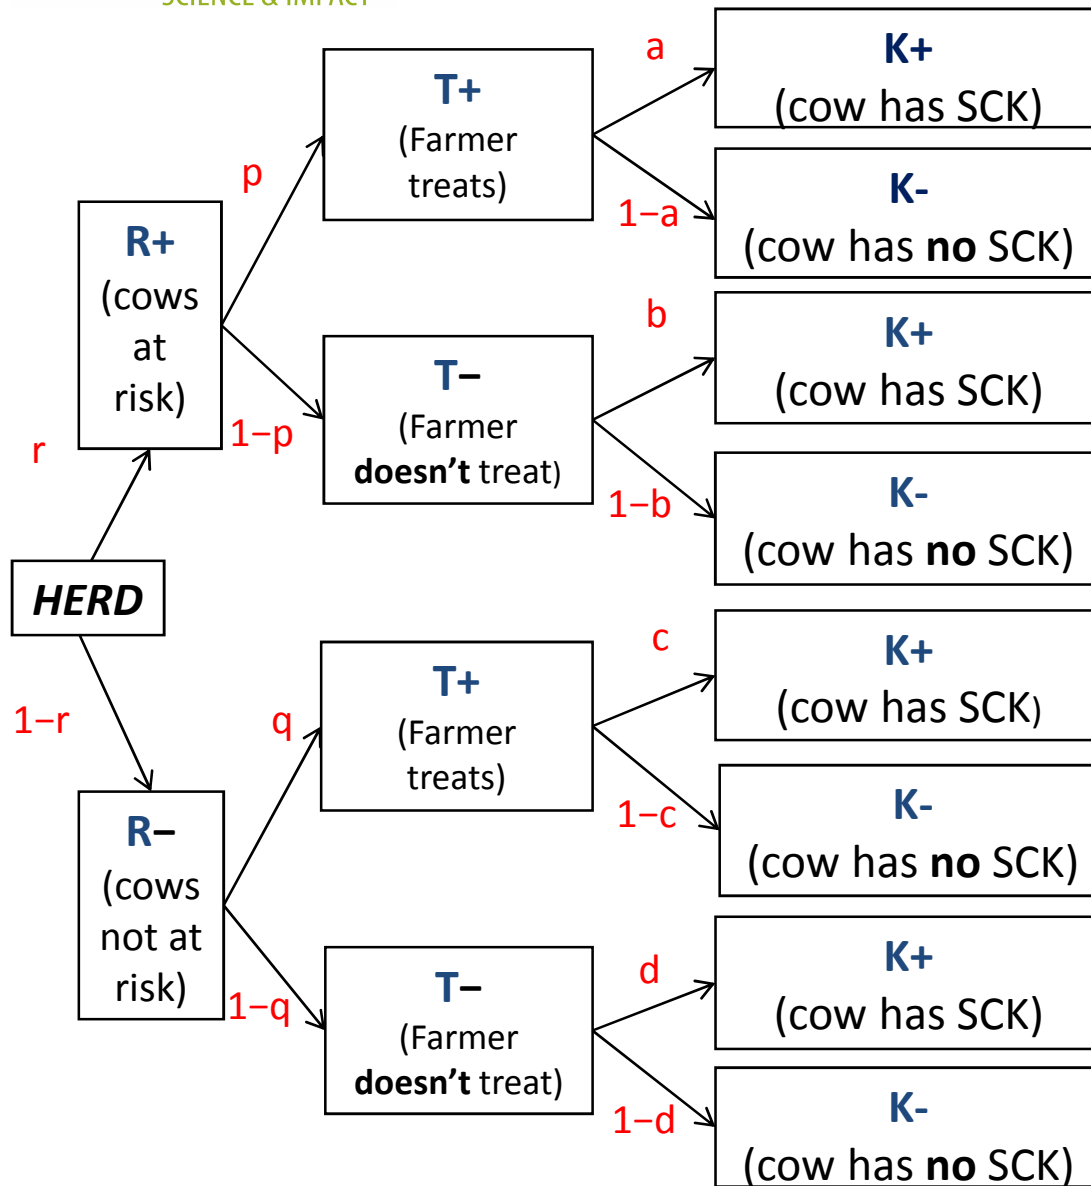 SCIENCE & IMPACT
a
K+
(cow has SCK)
T+
(Farmer
treats)
p
1−a
K-
(cow has no SCK)
R+
(cows
at
risk)
b
K+
(cow has SCK)
T−
(Farmer
doesn't treat)
1−p
r
1−b
K-
(cow has no SCK)
HERD
c
K+
(cow has SCK)
T+
(Farmer
treats)
1−r
q
1−c
K-
(cow has no SCK)
R−
(cows
not at
risk)
d
K+
(cow has SCK)
T−
(Farmer
doesn't treat)
1−q
1−d
K-
(cow has no SCK)